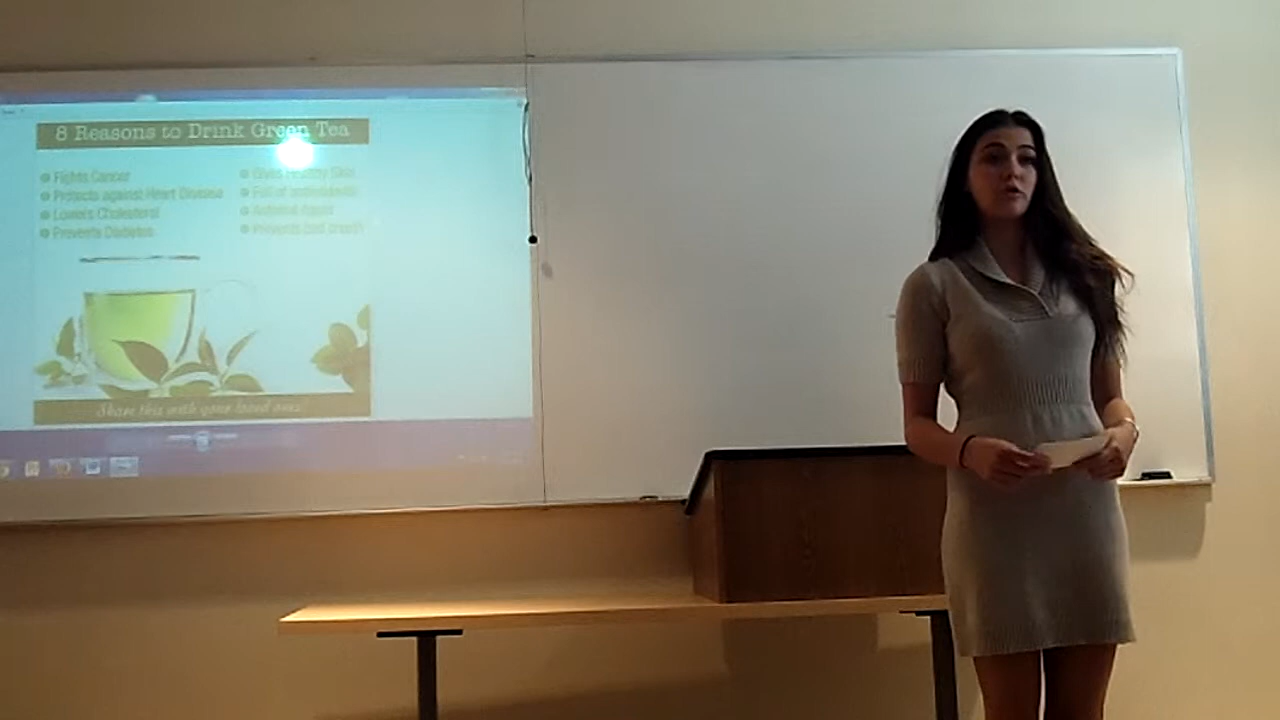 8 Reasons to Drink Green Tea
Fights Cancer
Protects against Heart Disease
Lowers Cholesterol
Prevents Diabetes
Gives Healthy Skin
Full of antioxidants
Prevents bad breath
Share this with your loved ones